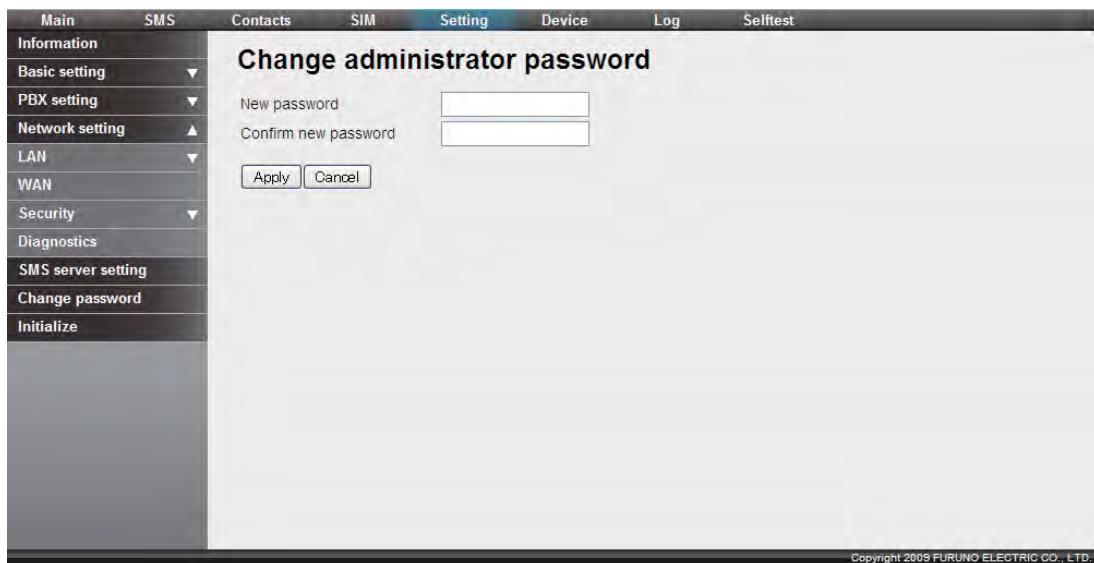 Main SMS Contacts SIM Setting Device Log Selftest
Information
Basic setting
PBX setting
Network setting
LAN
WAN
Security
Diagnostics
SMS server setting
Change password
Initialize
Change administrator password
New password
Confirm new password
Apply Cancel
Copyright 2009 FURUNO ELECTRIC CO., LTD.